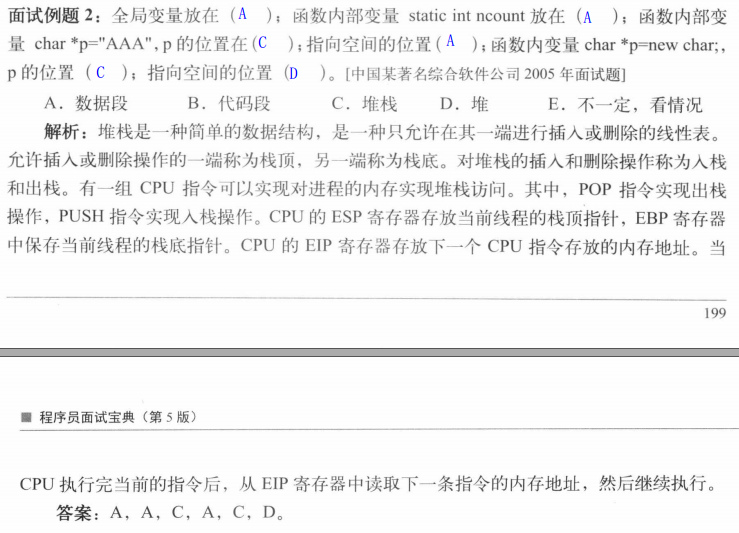 面试例题 2：全局变量放在（A  ）；函数内部变量 static int ncount 放在（A  ）；函数内部变
量 char *p="AAA", p 的位置在(C  );指向空间的位置( A  );函数内变量 char *p=new char;,
p 的位置（ C  ）；指向空间的位置（D  ）。[中国某著名综合软件公司 2005 年面试题]
A．数据段 B．代码段 C．堆栈 D．堆 E．不一定，看情况
解析：堆栈是一种简单的数据结构，是一种只允许在其一端进行插入或删除的线性表。
允许插入或删除操作的一端称为栈顶，另一端称为栈底。对堆栈的插入和删除操作称为入栈
和出栈。有一组 CPU 指令可以实现对进程的内存实现堆栈访问。其中，POP 指令实现出栈
操作，PUSH 指令实现入栈操作。CPU 的 ESP 寄存器存放当前线程的栈顶指针，EBP 寄存器
中保存当前线程的栈底指针。CPU 的 EIP 寄存器存放下一个 CPU 指令存放的内存地址。当
199
■ 程序员面试宝典（第 5 版）
CPU 执行完当前的指令后，从 EIP 寄存器中读取下一条指令的内存地址，然后继续执行。
答案：A，A，C，A，C，D。